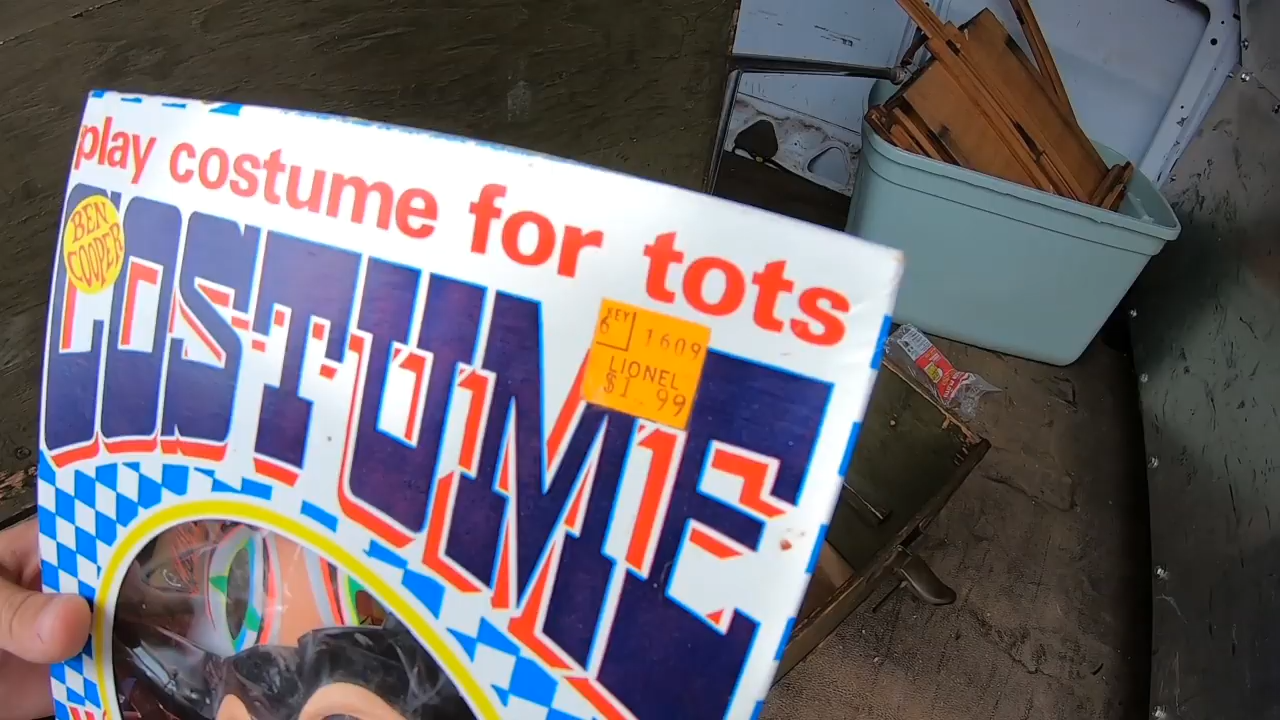 play costume for tots
BEN
COOPER
COSTUME
KEY
6
1609
LIONEL
$1.99